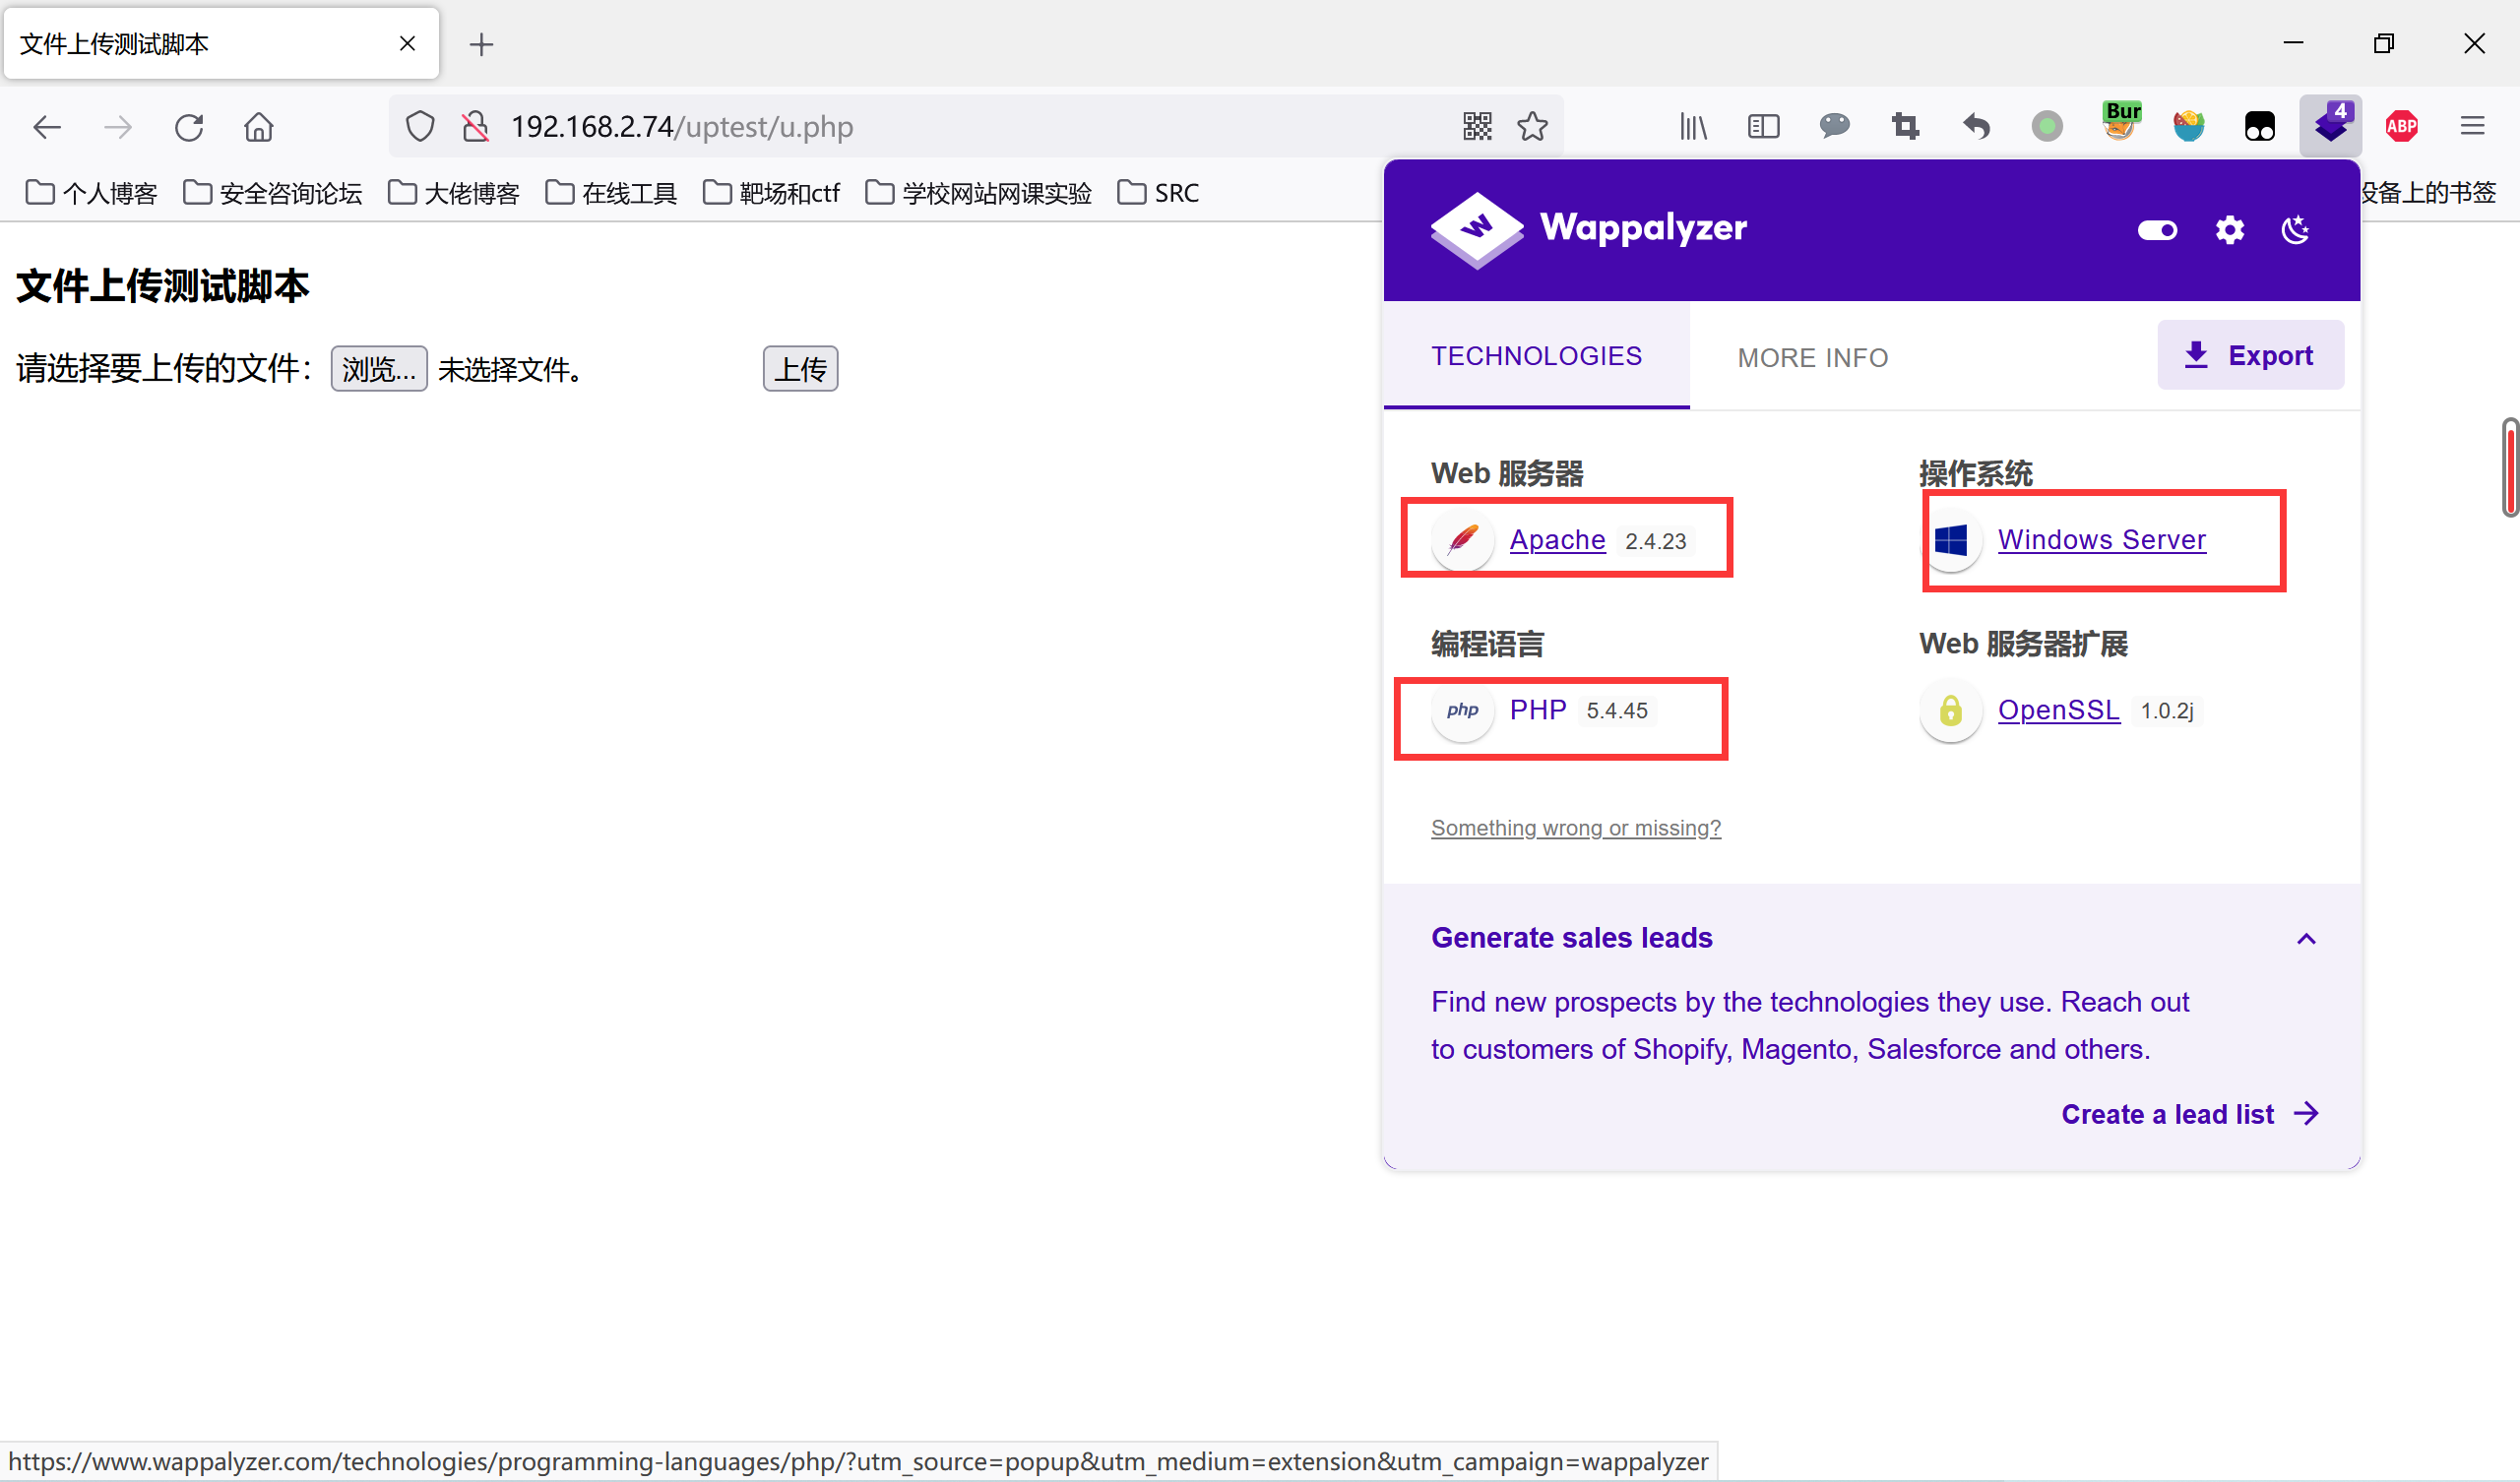 文件上传测试脚本
192.168.2.74/uptest/u.php
Bur
4
ABP
个人博客 安全咨询论坛 大佬博客 在线工具 靶场和ctf 学校网站网课实验 SRC
设备上的书签
文件上传测试脚本
请选择要上传的文件： 浏览... 未选择文件。 上传
Wappalyzer
TECHNOLOGIES MORE INFO Export
Web 服务器 操作系统
Apache 2.4.23 Windows Server
编程语言 Web 服务器扩展
php PHP 5.4.45 OpenSSL 1.0.2j
Something wrong or missing?
Generate sales leads
Find new prospects by the technologies they use. Reach out
to customers of Shopify, Magento, Salesforce and others.
Create a lead list
https://www.wappalyzer.com/technologies/programming-languages/php/?utm_source=popup&utm_medium=extension&utm_campaign=wappalyzer